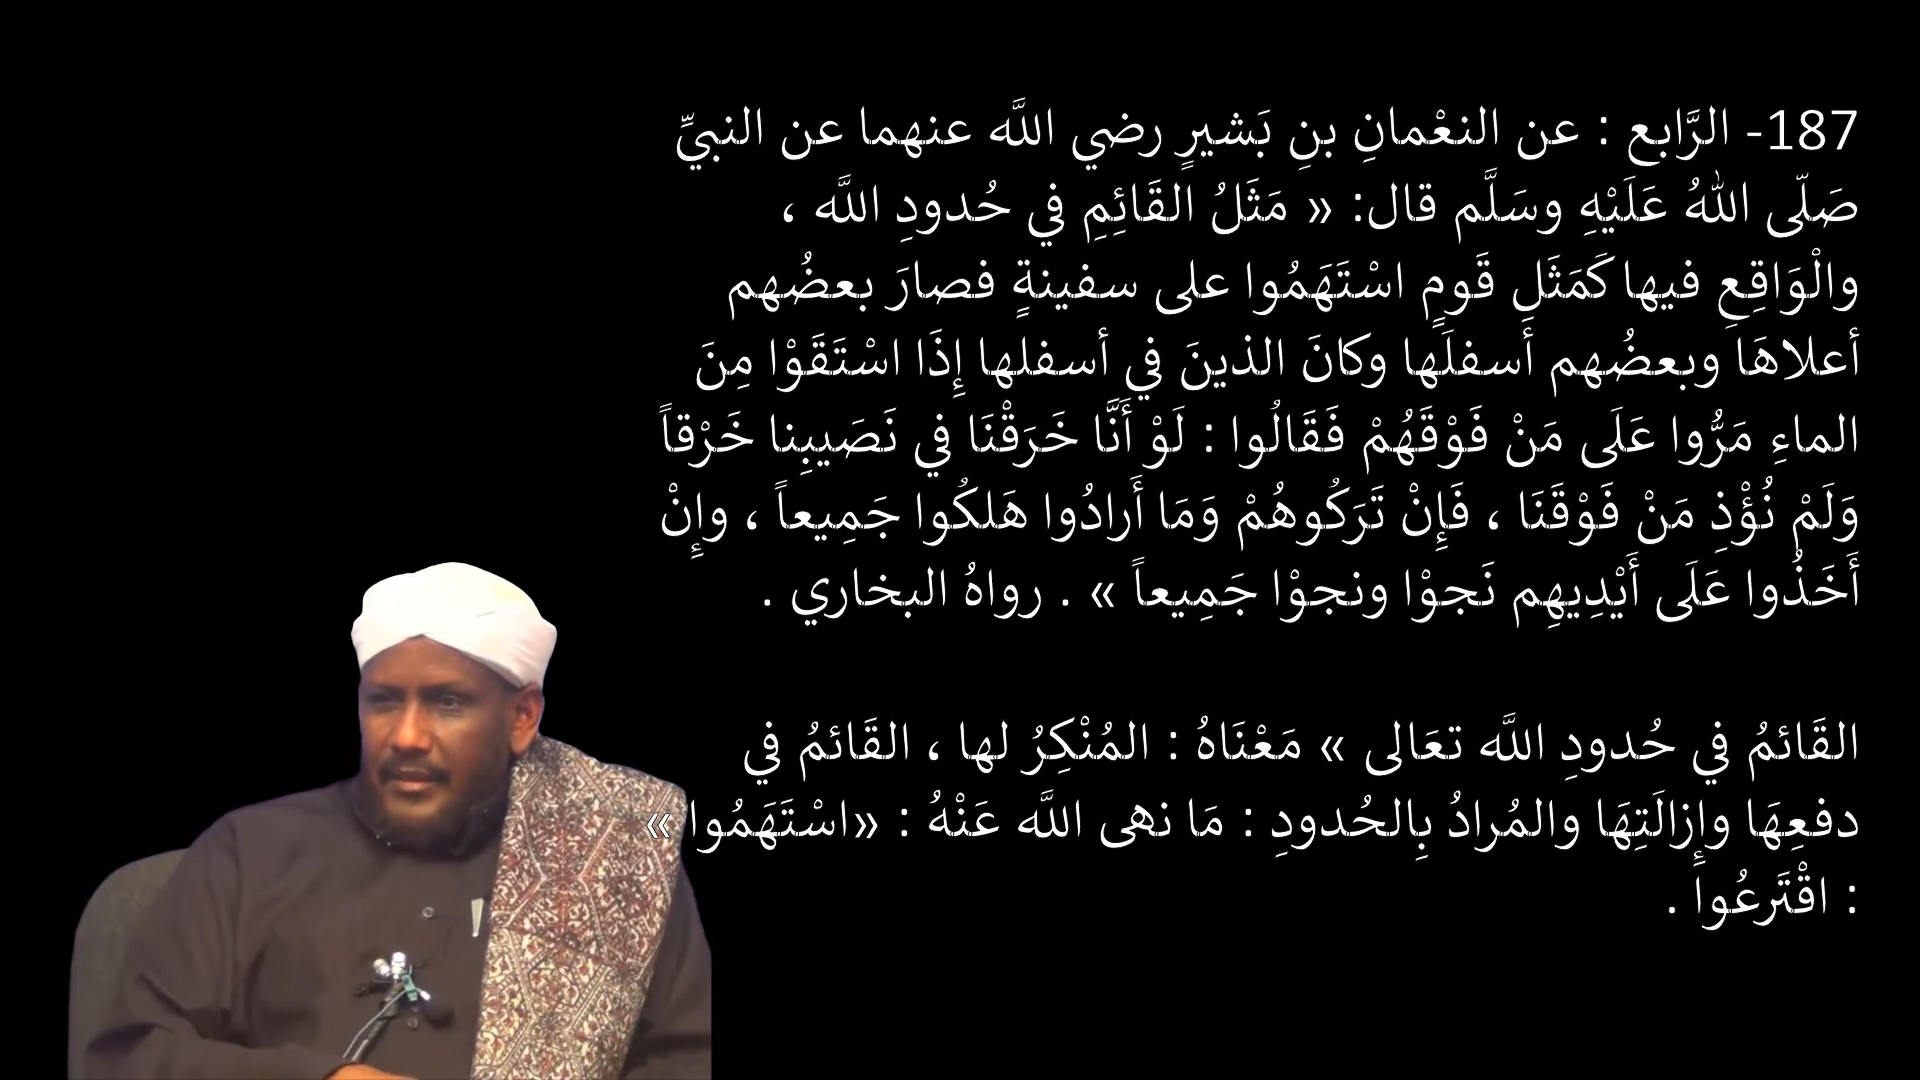 187- الرَّابع : عن النعْمانِ بنِ بَشيرٍ رضي اللَّه عنهما عن النبيِّ
صَلّى اللهُ عَلَيْهِ وسَلَّم قال: « مَثَلُ القَائِمِ في حُدودِ اللَّه ،
والْوَاقِعِ فيها كَمَثَلِ قَومٍ اسْتَهَمُوا على سفينةٍ فصارَ بعضُهم
أعلاهَا وبعضُهم أَسفلَها وكانَ الذينَ في أسفلها إِذَا اسْتَقَوْا مِنَ
الماءِ مَرُّوا عَلَى مَنْ فَوْقَهُمْ فَقَالُوا : لَوْ أَنَّا خَرَقْنَا في نَصَيبِنا خَرْقاً
وَلَمْ نُؤْذِ مَنْ فَوْقَنَا ، فَإِنْ تَرَكُوهُمْ وَمَا أَرادُوا هَلكُوا جَمِيعاً ، وإِنْ
أَخَذُوا عَلَى أَيْدِيهِم نَجوْا ونجوْا جَمِيعاً » . رواهُ البخاري .
القَائمُ في حُدودِ اللَّه تعَالى » مَعْنَاهُ : المُنْكِرُ لها ، القَائمُ في
دفعِهَا وإِزالَتِهَا والمُرادُ بِالحُدودِ : مَا نهى اللَّه عَنْهُ : «اسْتَهَمُوا »
: اقْتَرعُواَ .